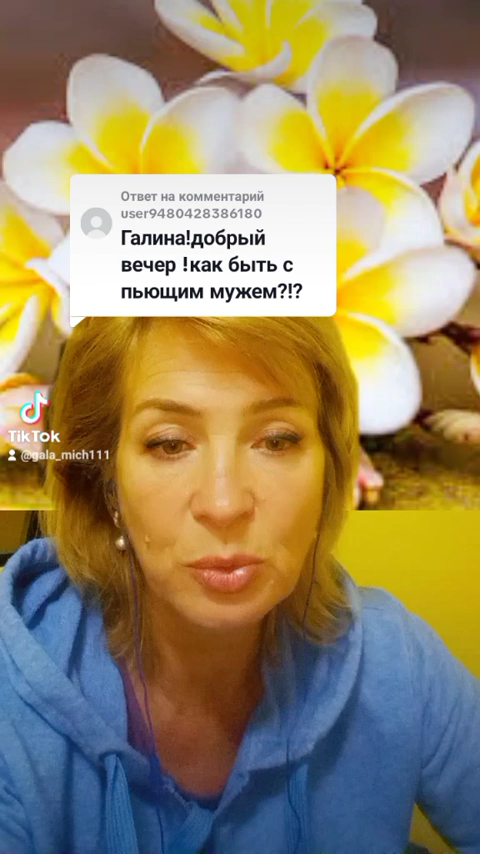 Ответ на комментарий
user9480428386180
Галина!добрый
вечер !как быть с
пьющим мужем?!?
TikTok
@gala_mich111